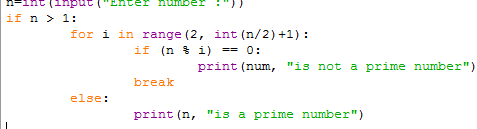 n=int(input("Enter number :"))
if n > 1:
        for i in range(2, int(n/2)+1):
                if (n % i) == 0:
                        print(num, "is not a prime number")
                break
        else:
                print(n, "is a prime number")